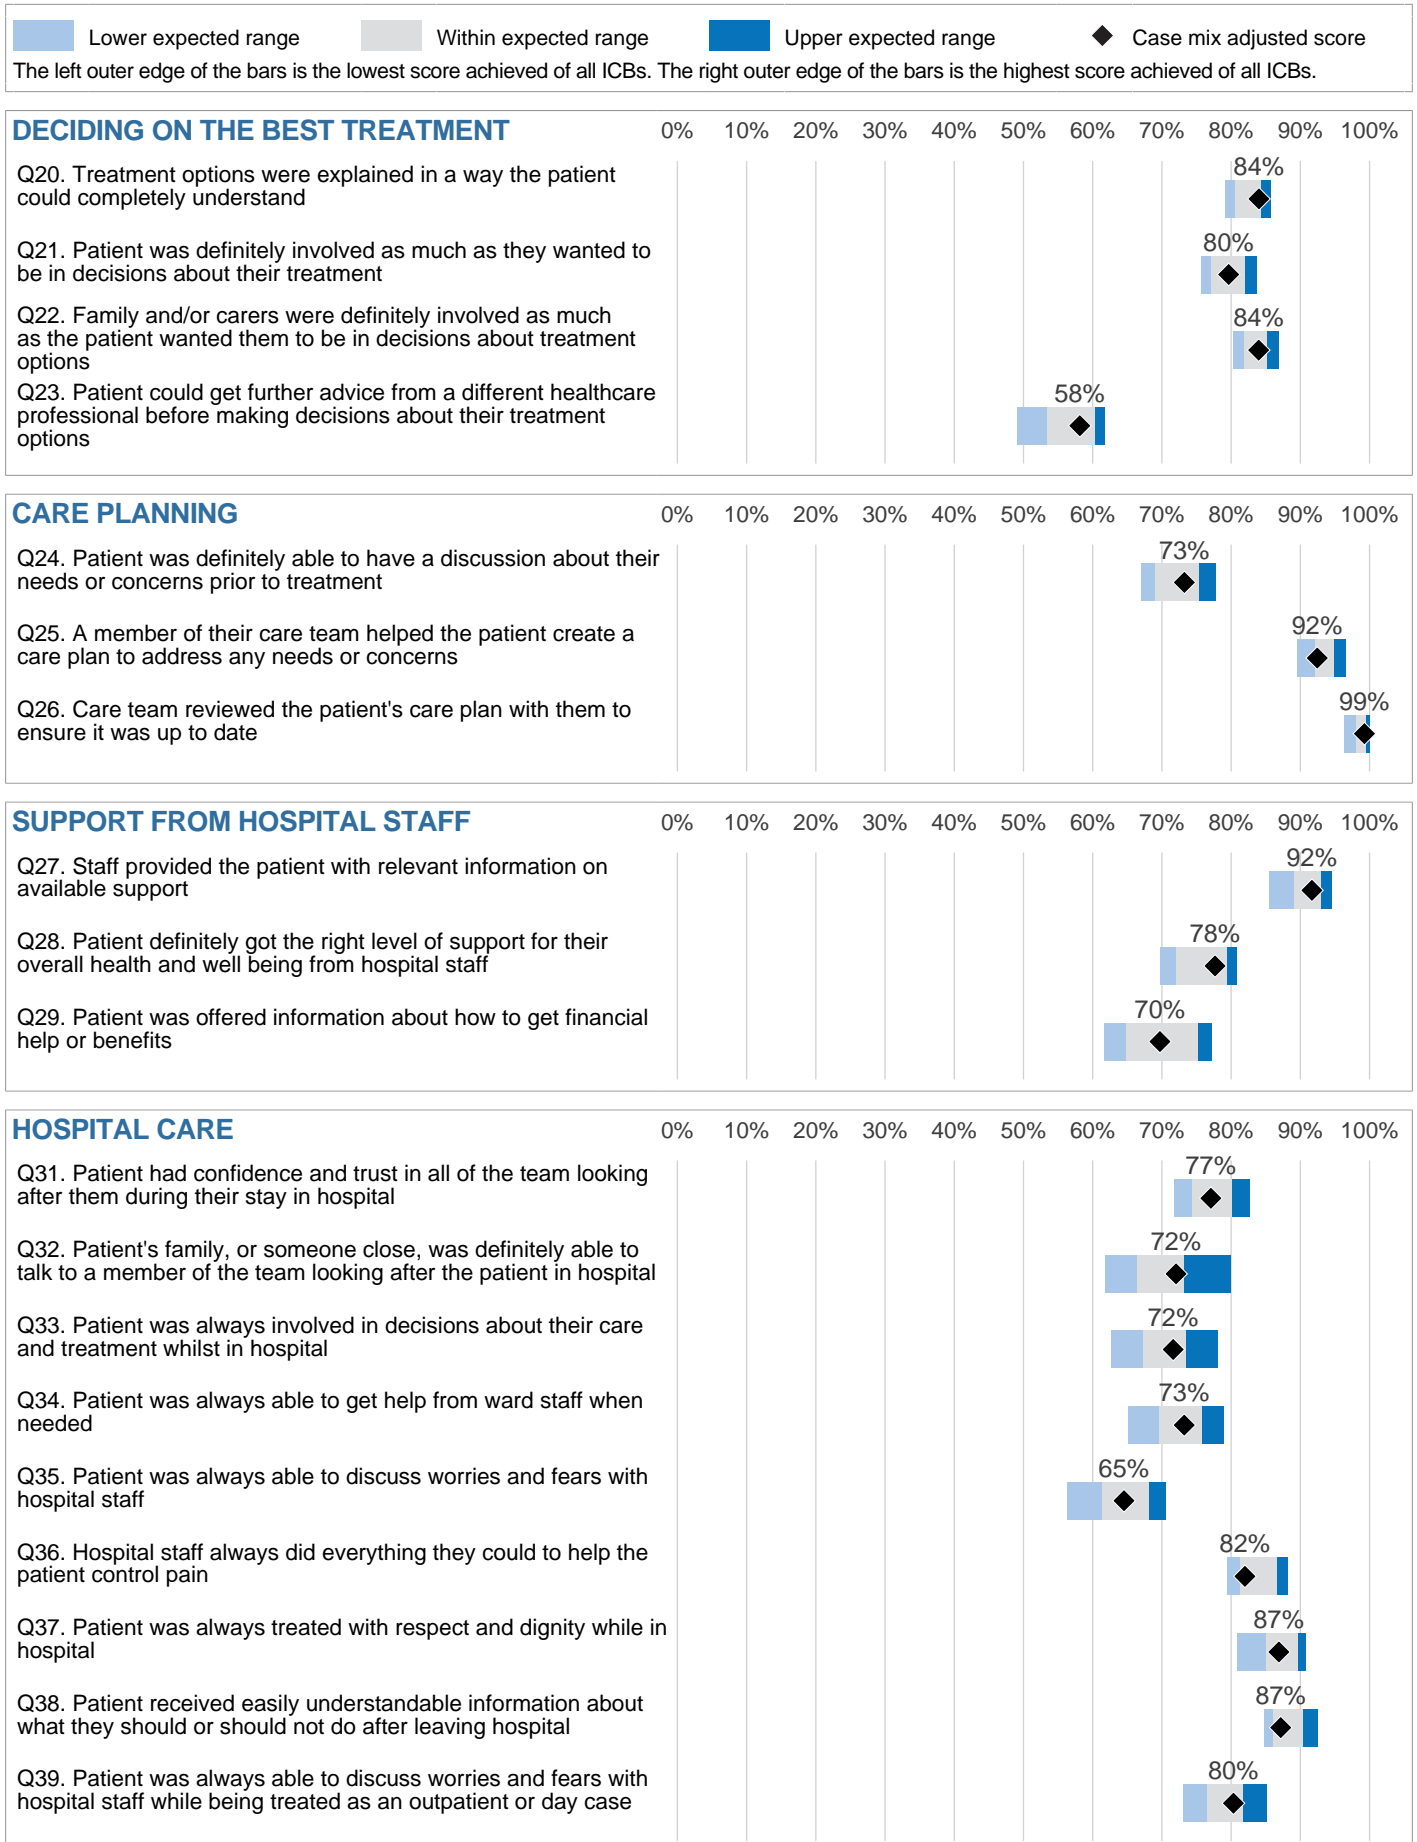 Lower expected range Within expected range Upper expected range Case mix adjusted score
The left outer edge of the bars is the lowest score achieved of all ICBs. The right outer edge of the bars is the highest score achieved of all ICBs.
DECIDING ON THE BEST TREATMENT 0% 10% 20% 30% 40% 50% 60% 70% 80% 90% 100%
Q20. Treatment options were explained in a way the patient
could completely understand
84%
Q21. Patient was definitely involved as much as they wanted to
be in decisions about their treatment
80%
Q22. Family and/or carers were definitely involved as much
as the patient wanted them to be in decisions about treatment
options
84%
Q23. Patient could get further advice from a different healthcare
professional before making decisions about their treatment
options
58%
CARE PLANNING 0% 10% 20% 30% 40% 50% 60% 70% 80% 90% 100%
Q24. Patient was definitely able to have a discussion about their
needs or concerns prior to treatment
73%
Q25. A member of their care team helped the patient create a
care plan to address any needs or concerns
92%
Q26. Care team reviewed the patient's care plan with them to
ensure it was up to date
99%
SUPPORT FROM HOSPITAL STAFF 0% 10% 20% 30% 40% 50% 60% 70% 80% 90% 100%
Q27. Staff provided the patient with relevant information on
available support
92%
Q28. Patient definitely got the right level of support for their
overall health and well being from hospital staff
78%
Q29. Patient was offered information about how to get financial
help or benefits
70%
HOSPITAL CARE 0% 10% 20% 30% 40% 50% 60% 70% 80% 90% 100%
Q31. Patient had confidence and trust in all of the team looking
after them during their stay in hospital
77%
Q32. Patient's family, or someone close, was definitely able to
talk to a member of the team looking after the patient in hospital
72%
Q33. Patient was always involved in decisions about their care
and treatment whilst in hospital
72%
Q34. Patient was always able to get help from ward staff when
needed
73%
Q35. Patient was always able to discuss worries and fears with
hospital staff
65%
Q36. Hospital staff always did everything they could to help the
patient control pain
82%
Q37. Patient was always treated with respect and dignity while in
hospital
87%
Q38. Patient received easily understandable information about
what they should or should not do after leaving hospital
87%
Q39. Patient was always able to discuss worries and fears with
hospital staff while being treated as an outpatient or day case
80%